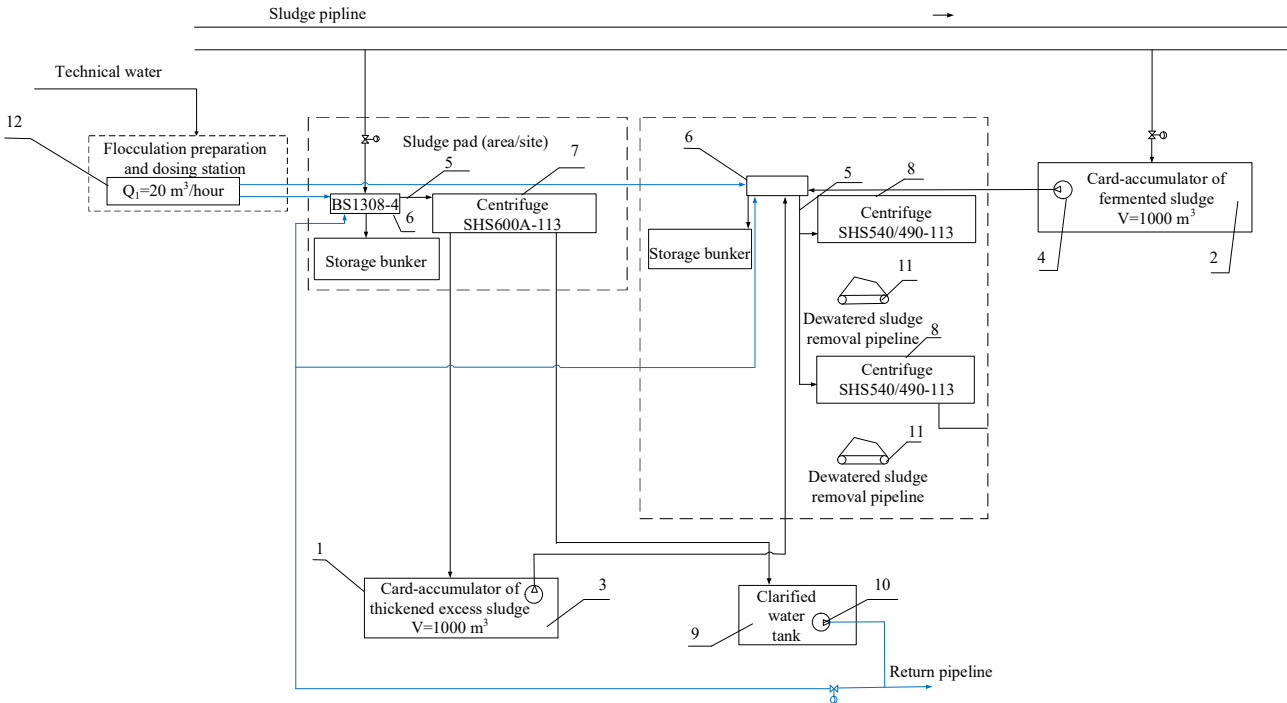 Sludge pipline
Technical water
12
Flocculation preparation
and dosing station
Q₁=20 m³/hour
Sludge pad (area/site)
5
7
BS1308-4
6
Centrifuge
SHS600A-113
Storage bunker
6
5
8
Centrifuge
SHS540/490-113
Storage bunker
11
Dewatered sludge
removal pipeline
8
Centrifuge
SHS540/490-113
11
Dewatered sludge
removal pipeline
Card-accumulator of
fermented sludge
V=1000 m³
4
2
1
Card-accumulator of
thickened excess sludge
V=1000 m³
3
Clarified
water
tank
10
9
Return pipeline